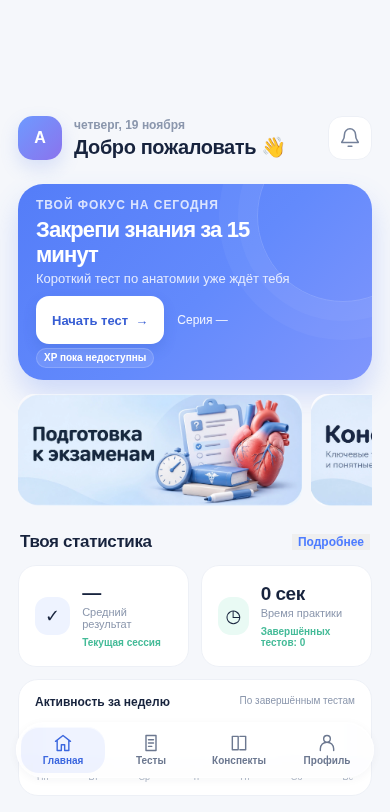 А
четверг, 19 ноября
Добро пожаловать 👋
ТВОЙ ФОКУС НА СЕГОДНЯ
Закрепи знания за 15
минут
Короткий тест по анатомии уже ждёт тебя
Начать тест →
Серия —
XP пока недоступны
Подготовка
к экзаменам
Ключевые
и понятные
Твоя статистика
Подробнее
—
Средний
результат
Текущая сессия
0 сек
Время практики
Завершённых
тестов: 0
Активность за неделю
По завершённым тестам
Главная
Тесты
Конспекты
Профиль